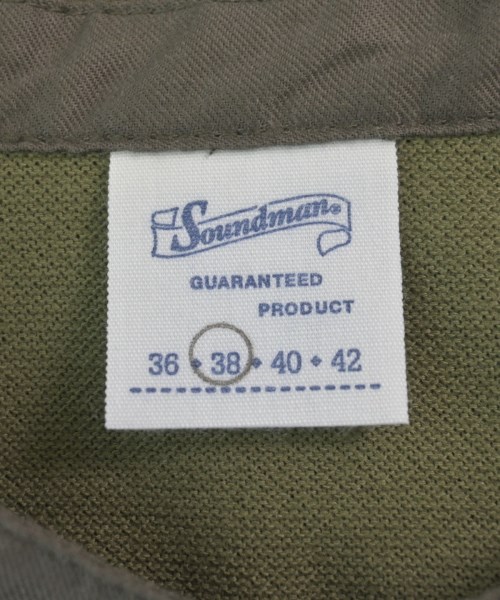 Soundman®
GUARANTEED
PRODUCT
36 ◆ 38 ◆ 40 ◆ 42